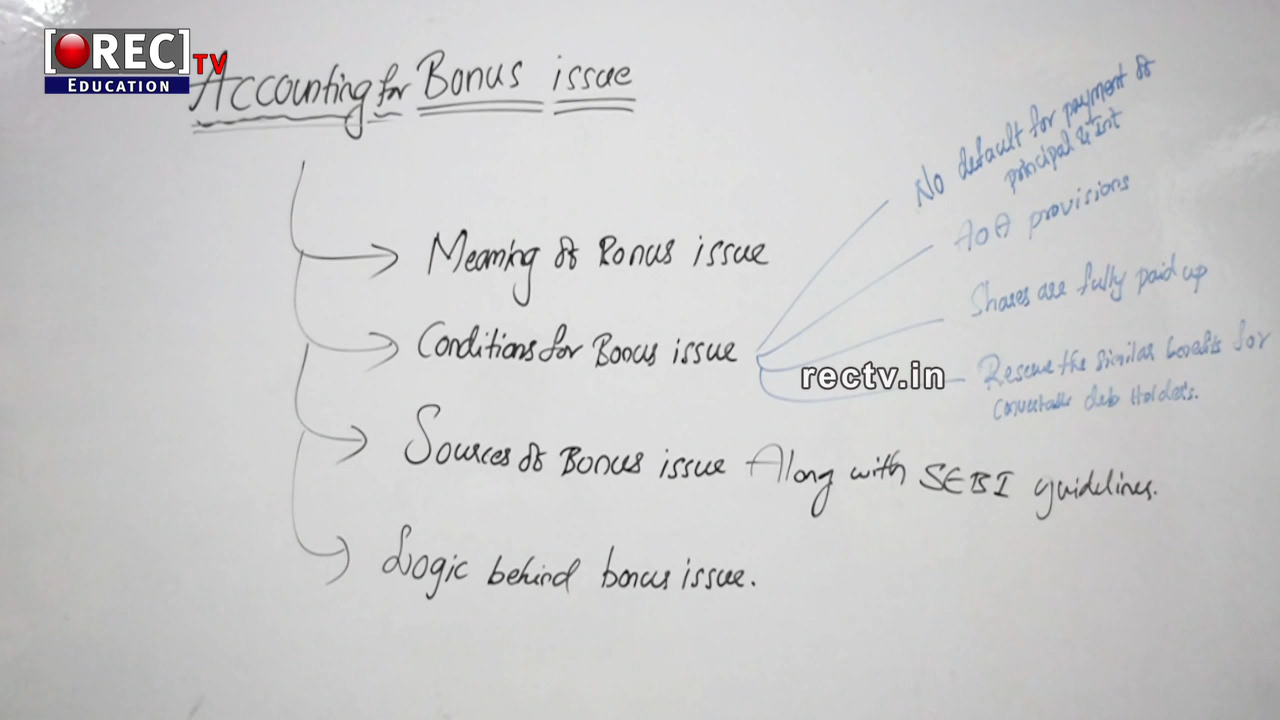 [REC]TV
EDUCATION
Accounting for Bonus issue
No default for payment of
principal & Int
AoA provisions
Meaning of Bonus issue
Shares are fully paid up
Conditions for Bonus issue
rectv.in
Reserve the similar benefits for
deb Holders.
Sources of Bonus issue Along with SEBI guidelines.
Logic behind bonus issue.